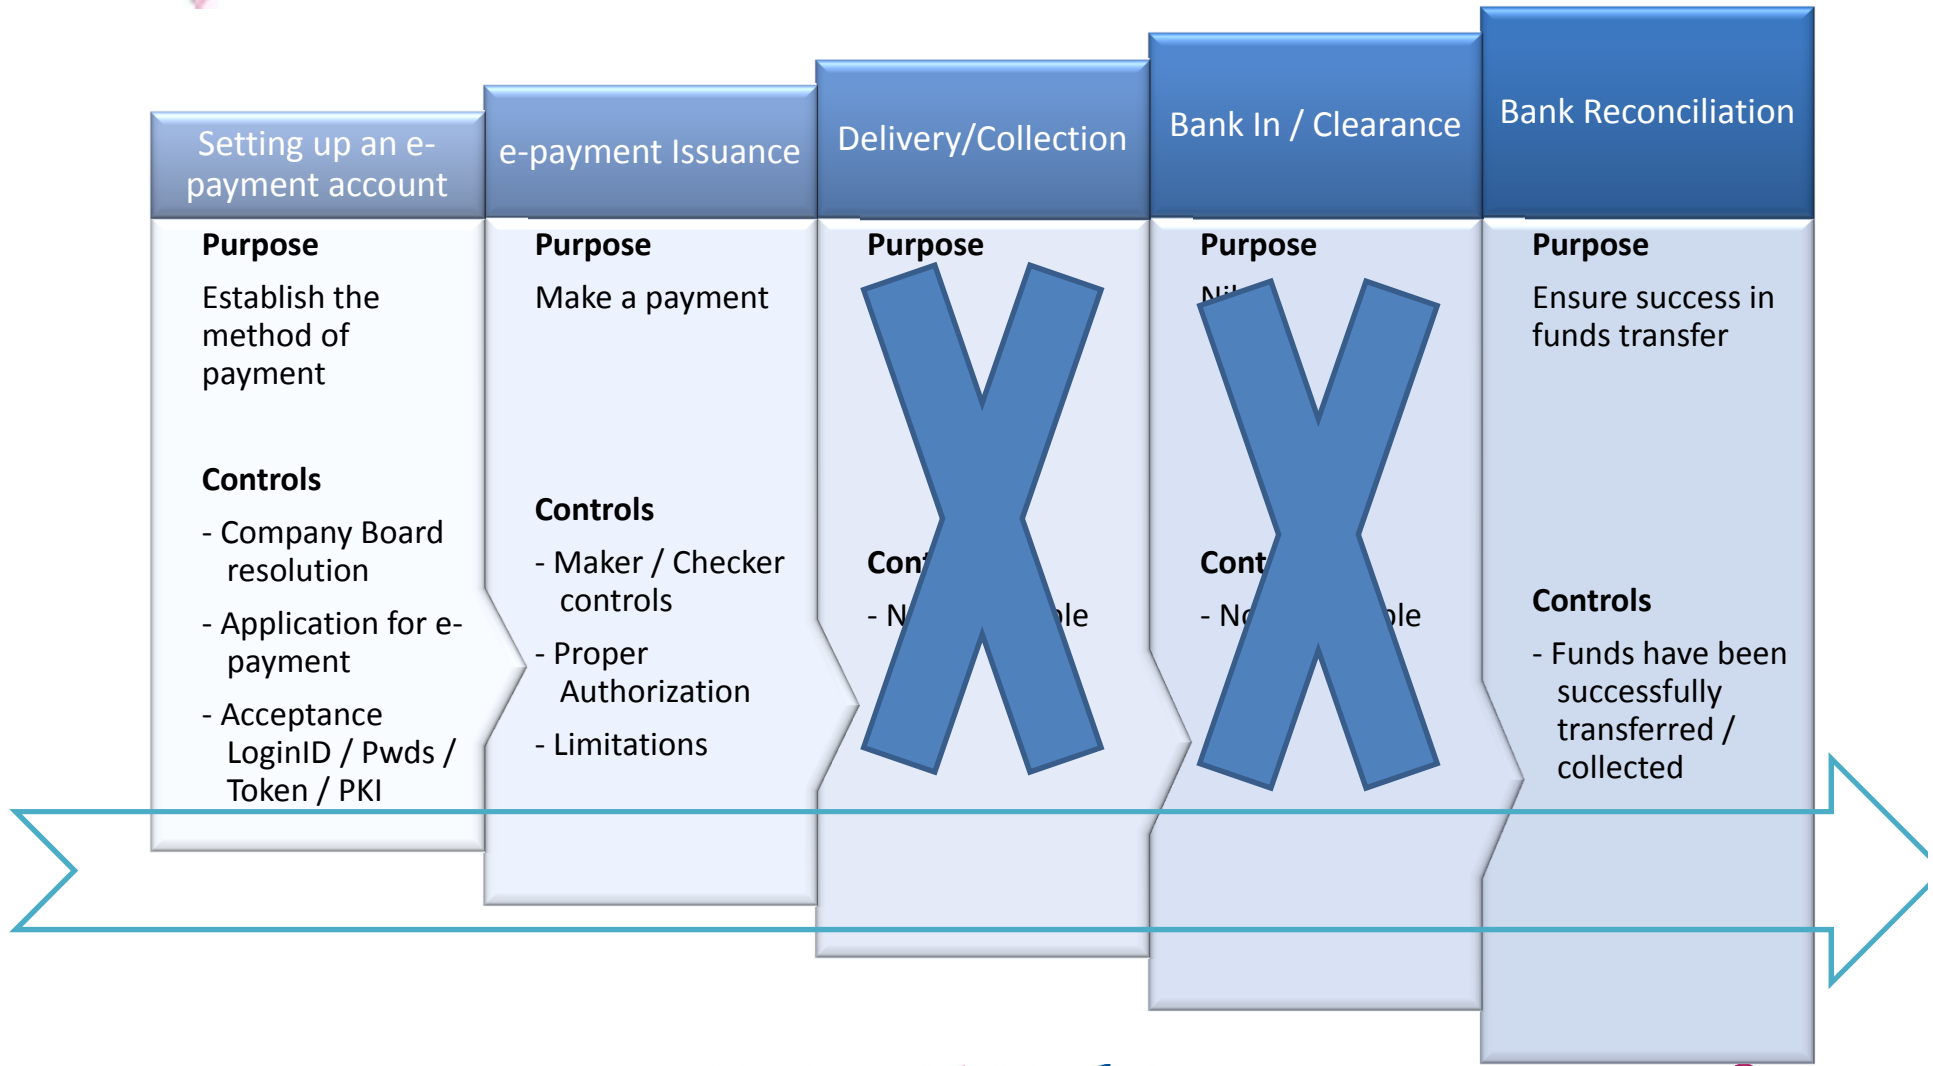 Setting up an e-
payment account
Purpose
Establish the
method of
payment
Controls
- Company Board
resolution
- Application for e-
payment
- Acceptance
LoginID / Pwds /
Token / PKI
e-payment Issuance
Purpose
Make a payment
Controls
- Maker / Checker
controls
- Proper
Authorization
- Limitations
Delivery/Collection
Purpose
-
Bank In / Clearance
Purpose
-
Bank Reconciliation
Purpose
Ensure success in
funds transfer
Controls
- Funds have been
successfully
transferred /
collected